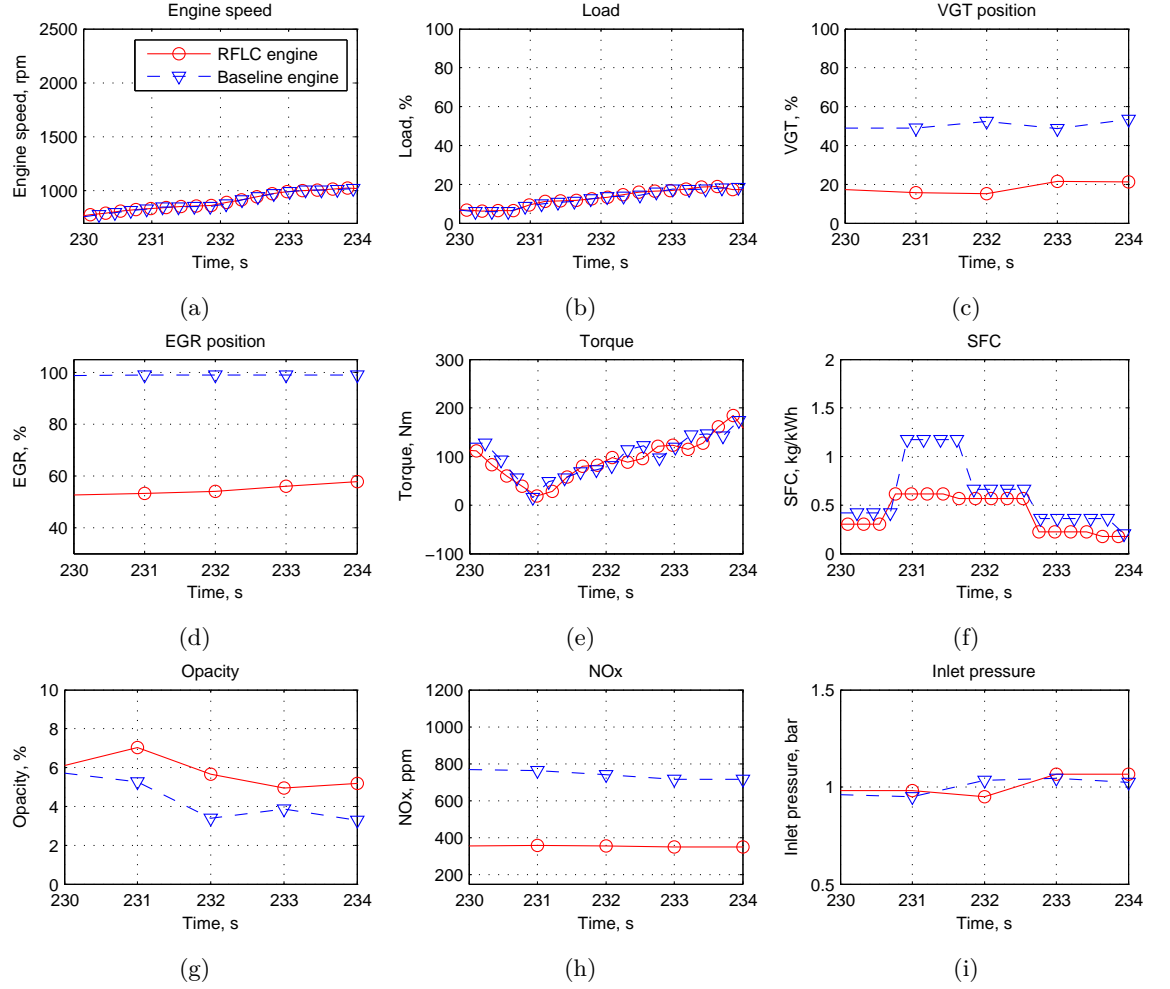 Engine speed
Engine speed, rpm
2500
2000
1500
1000
RFLC engine
Baseline engine
230 231 232 233 234
Time, s
(a)
Load
Load, %
100
80
60
40
20
0
230 231 232 233 234
Time, s
(b)
VGT position
VGT, %
100
80
60
40
20
0
230 231 232 233 234
Time, s
(c)
EGR position
EGR, %
100
80
60
40
230 231 232 233 234
Time, s
(d)
Torque
Torque, Nm
300
200
100
0
−100
230 231 232 233 234
Time, s
(e)
SFC
SFC, kg/kWh
2
1.5
1
0.5
0
230 231 232 233 234
Time, s
(f)
Opacity
Opacity, %
10
8
6
4
2
0
230 231 232 233 234
Time, s
(g)
NOx
NOx, ppm
1200
1000
800
600
400
200
230 231 232 233 234
Time, s
(h)
Inlet pressure
Inlet pressure, bar
1.5
1
0.5
230 231 232 233 234
Time, s
(i)